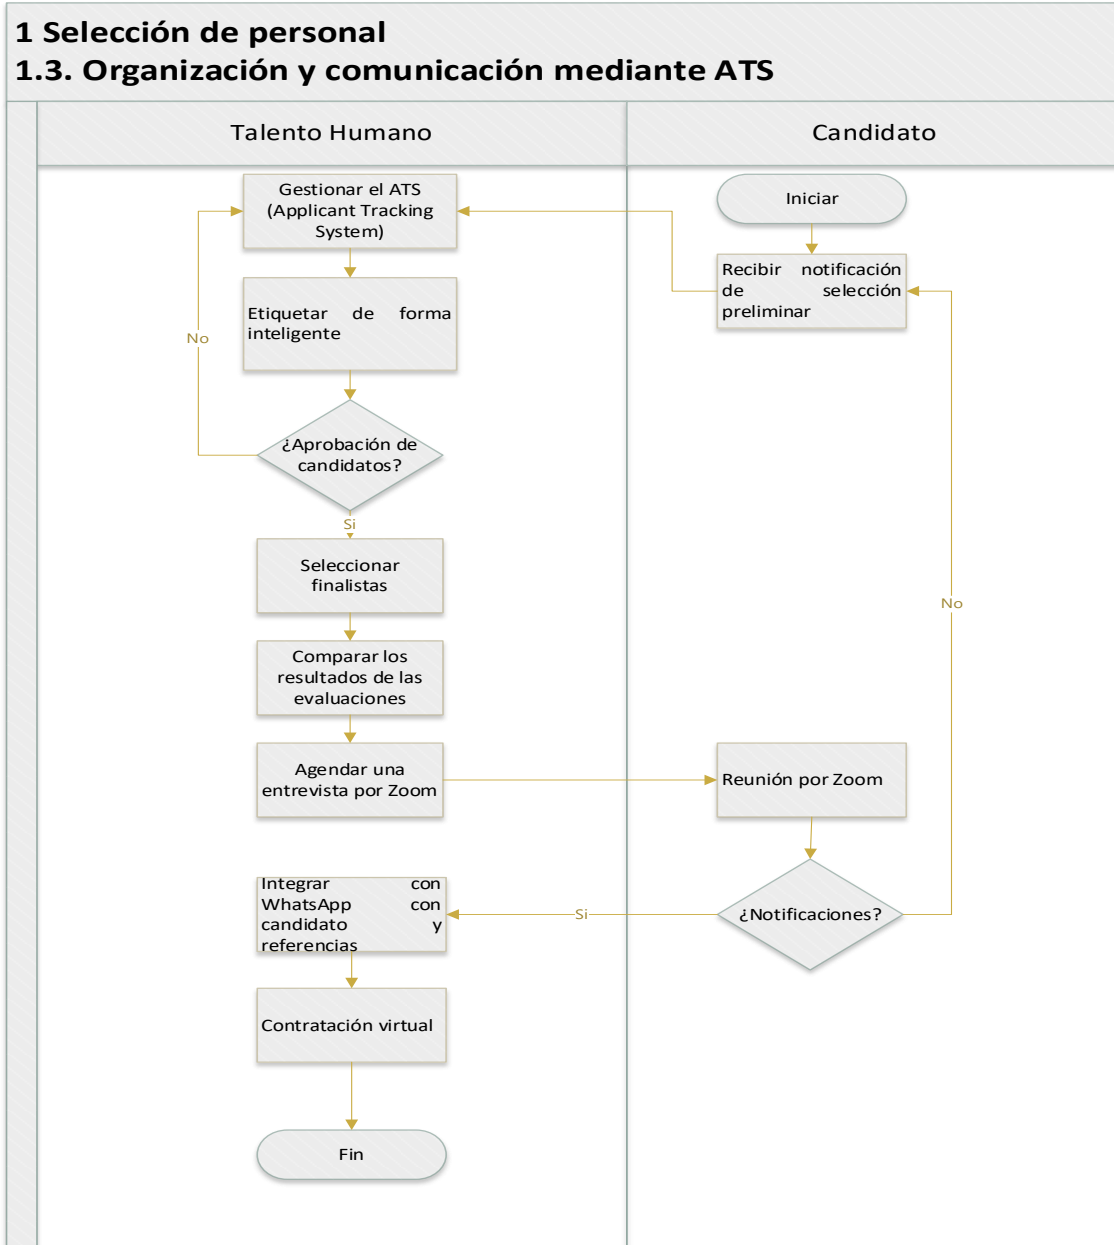 1 Selección de personal
1.3. Organización y comunicación mediante ATS
Talento Humano
Candidato
Gestionar el ATS
(Applicant Tracking
System)
Iniciar
Recibir notificación
de selección
preliminar
Etiquetar de forma
inteligente
No
¿Aprobación de
candidatos?
Si
Seleccionar
finalistas
No
Comparar los
resultados de las
evaluaciones
Agendar una
entrevista por Zoom
Reunión por Zoom
Integrar con
WhatsApp con
candidato y
referencias
Si
¿Notificaciones?
Contratación virtual
Fin